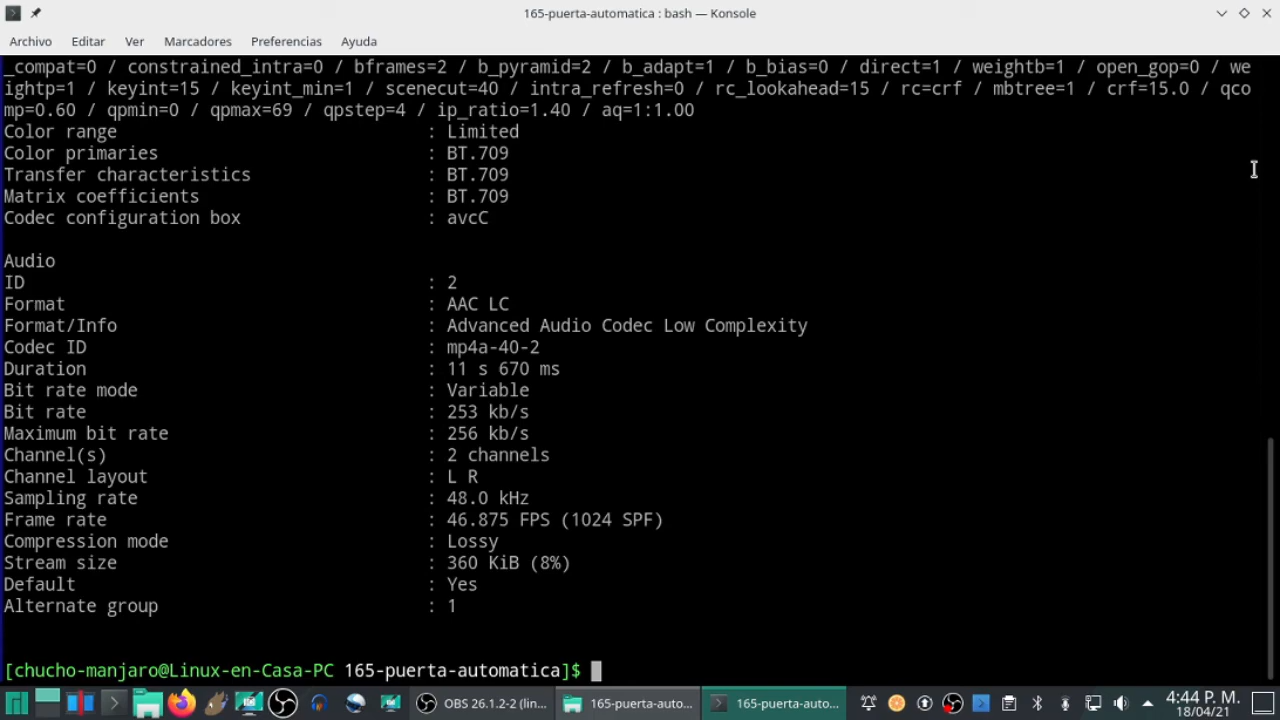 165-puerta-automatica : bash — Konsole
Archivo Editar Ver Marcadores Preferencias Ayuda
_compat=0 / constrained_intra=0 / bframes=2 / b_pyramid=2 / b_adapt=1 / b_bias=0 / direct=1 / weightb=1 / open_gop=0 / we
ightp=1 / keyint=15 / keyint_min=1 / scenecut=40 / intra_refresh=0 / rc_lookahead=15 / rc=crf / mbtree=1 / crf=15.0 / qco
mp=0.60 / qpmin=0 / qpmax=69 / qpstep=4 / ip_ratio=1.40 / aq=1:1.00
Color range : Limited
Color primaries : BT.709
Transfer characteristics : BT.709
Matrix coefficients : BT.709
Codec configuration box : avcC
Audio
ID : 2
Format : AAC LC
Format/Info : Advanced Audio Codec Low Complexity
Codec ID : mp4a-40-2
Duration : 11 s 670 ms
Bit rate mode : Variable
Bit rate : 253 kb/s
Maximum bit rate : 256 kb/s
Channel(s) : 2 channels
Channel layout : L R
Sampling rate : 48.0 kHz
Frame rate : 46.875 FPS (1024 SPF)
Compression mode : Lossy
Stream size : 360 KiB (8%)
Default : Yes
Alternate group : 1
[chucho-manjaro@Linux-en-Casa-PC 165-puerta-automatica]$
OBS 26.1.2-2 (lin... 165-puerta-auto... 165-puerta-auto... 4:44 P. M.
18/04/21